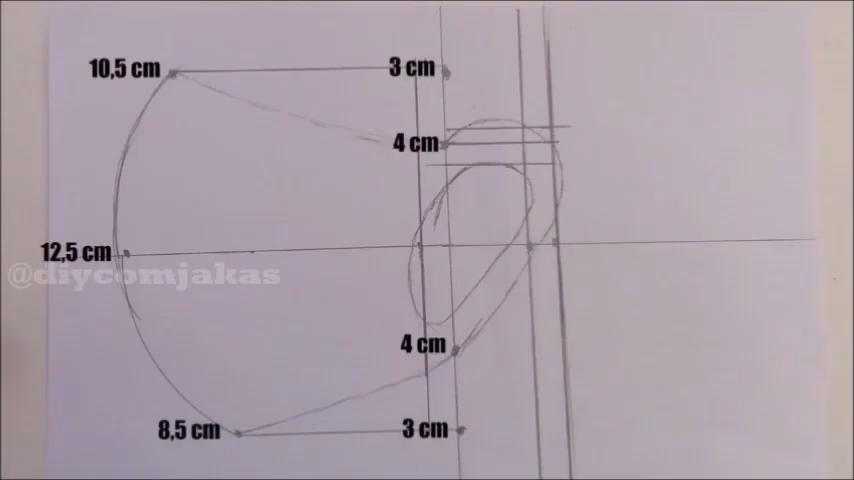 10,5 cm
3 cm
4 cm
12,5 cm
@diycomjakas
4 cm
8,5 cm
3 cm